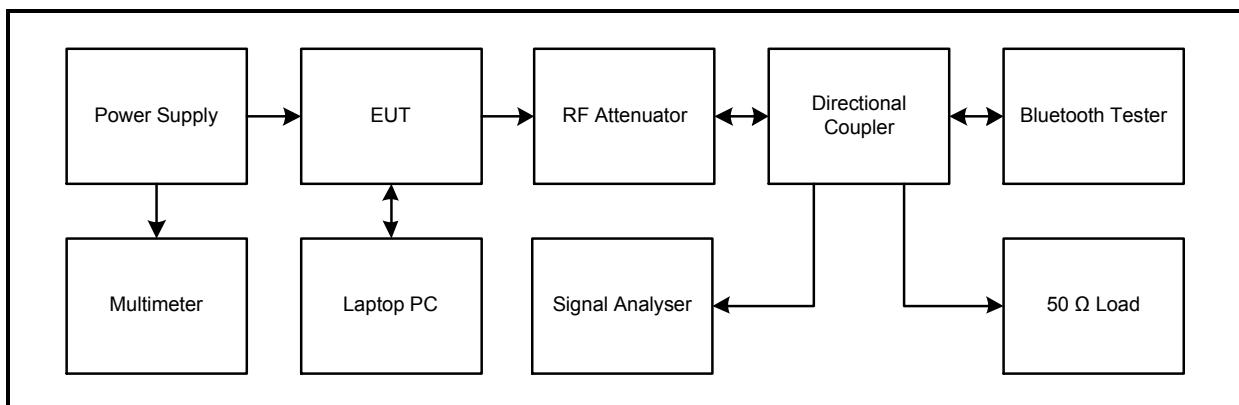 Power Supply
EUT
RF Attenuator
Directional
Coupler
Bluetooth Tester
Multimeter
Laptop PC
Signal Analyser
50 Ω Load